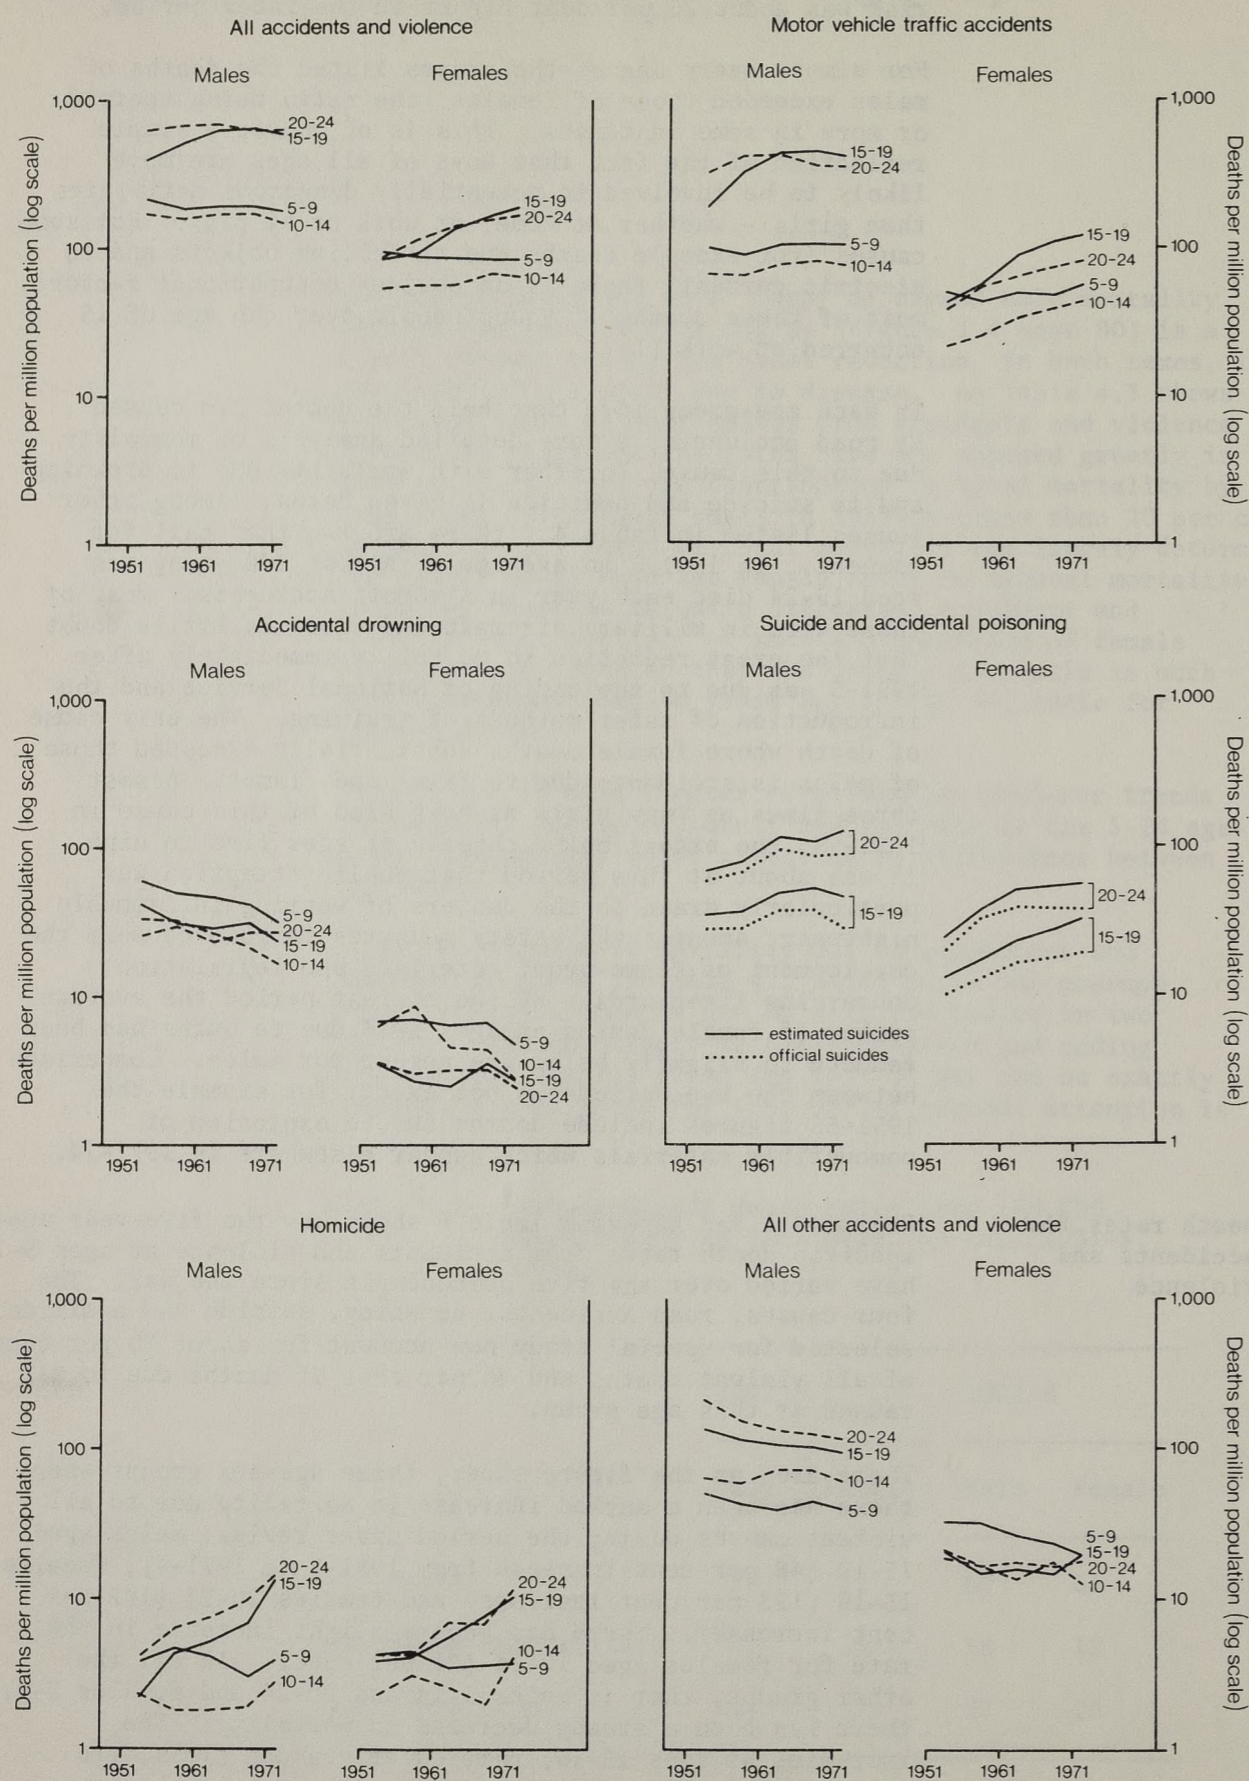 All accidents and violence
Males
Females
Deaths per million population (log scale)
1,000
100
10
1
20-24
15-19
5-9
10-14
15-19
20-24
5-9
10-14
1951 1961 1971
1951 1961 1971
Motor vehicle traffic accidents
Males
Females
15-19
20-24
5-9
10-14
15-19
20-24
5-9
10-14
1,000
100
10
1
Deaths per million population (log scale)
1951 1961 1971
1951 1961 1971
Accidental drowning
Males
Females
Deaths per million population (log scale)
1,000
100
10
1
5-9
20-24
15-19
10-14
5-9
10-14
15-19
20-24
1951 1961 1971
1951 1961 1971
Suicide and accidental poisoning
Males
Females
20-24
15-19
20-24
15-19
estimated suicides
official suicides
1,000
100
10
1
Deaths per million population (log scale)
1951 1961 1971
1951 1961 1971
Homicide
Males
Females
Deaths per million population (log scale)
1,000
100
10
1
20-24
15-19
5-9
10-14
20-24
15-19
10-14
5-9
1951 1961 1971
1951 1961 1971
All other accidents and violence
Males
Females
20-24
15-19
10-14
5-9
5-9
15-19
20-24
10-14
1,000
100
10
1
Deaths per million population (log scale)
1951 1961 1971
1951 1961 1971